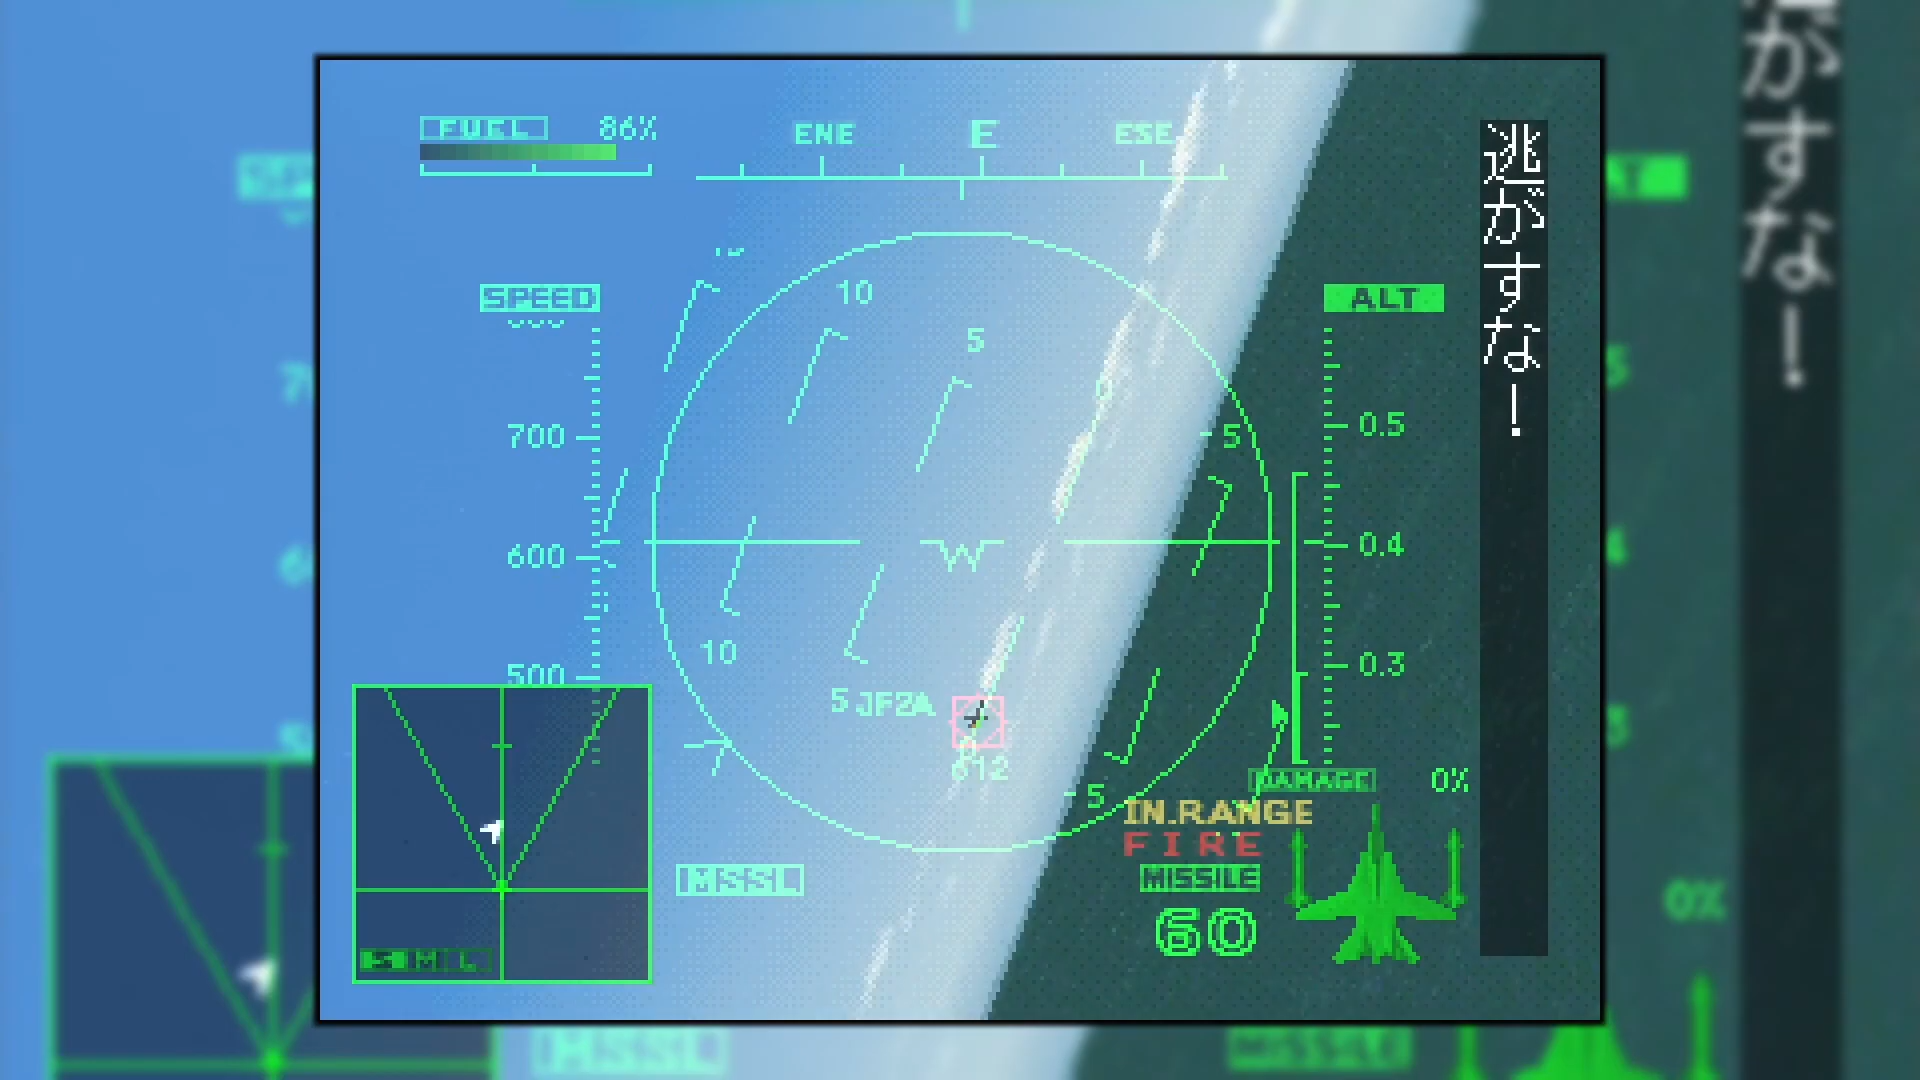 FUEL 86%
ENE E ESE
逃がすな！
SPEED
ALT
10
5
0
-5
700
600
500
0.5
0.4
0.3
10
5
JF2A
612
-5
DAMAGE 0%
IN.RANGE
FIRE
MSSL
MISSILE
60